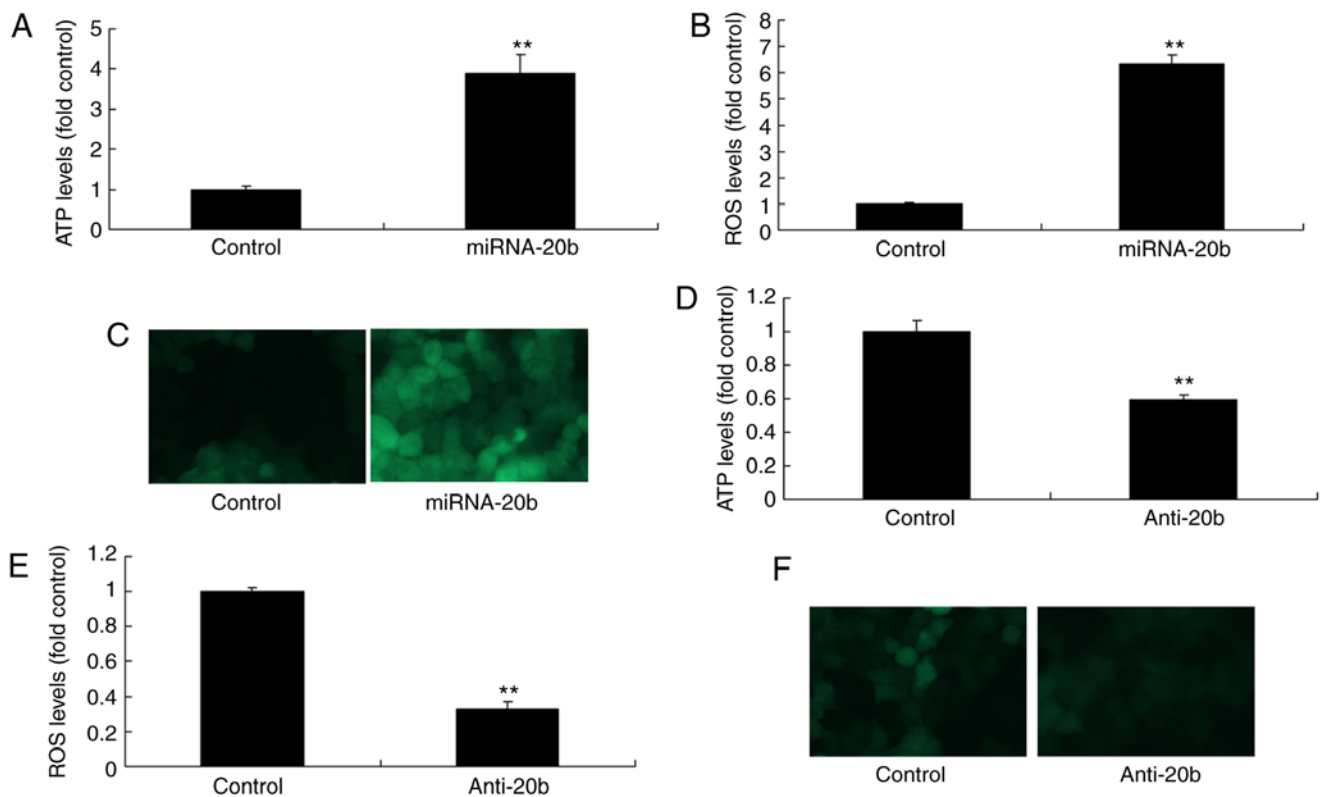 A
ATP levels (fold control)
5
4
3
2
1
0
**
Control
miRNA-20b
B
ROS levels (fold control)
8
7
6
5
4
3
2
1
0
**
Control
miRNA-20b
C
Control
miRNA-20b
D
ATP levels (fold control)
1.2
1
0.8
0.6
0.4
0.2
0
**
Control
Anti-20b
E
ROS levels (fold control)
1.2
1
0.8
0.6
0.4
0.2
0
**
Control
Anti-20b
F
Control
Anti-20b